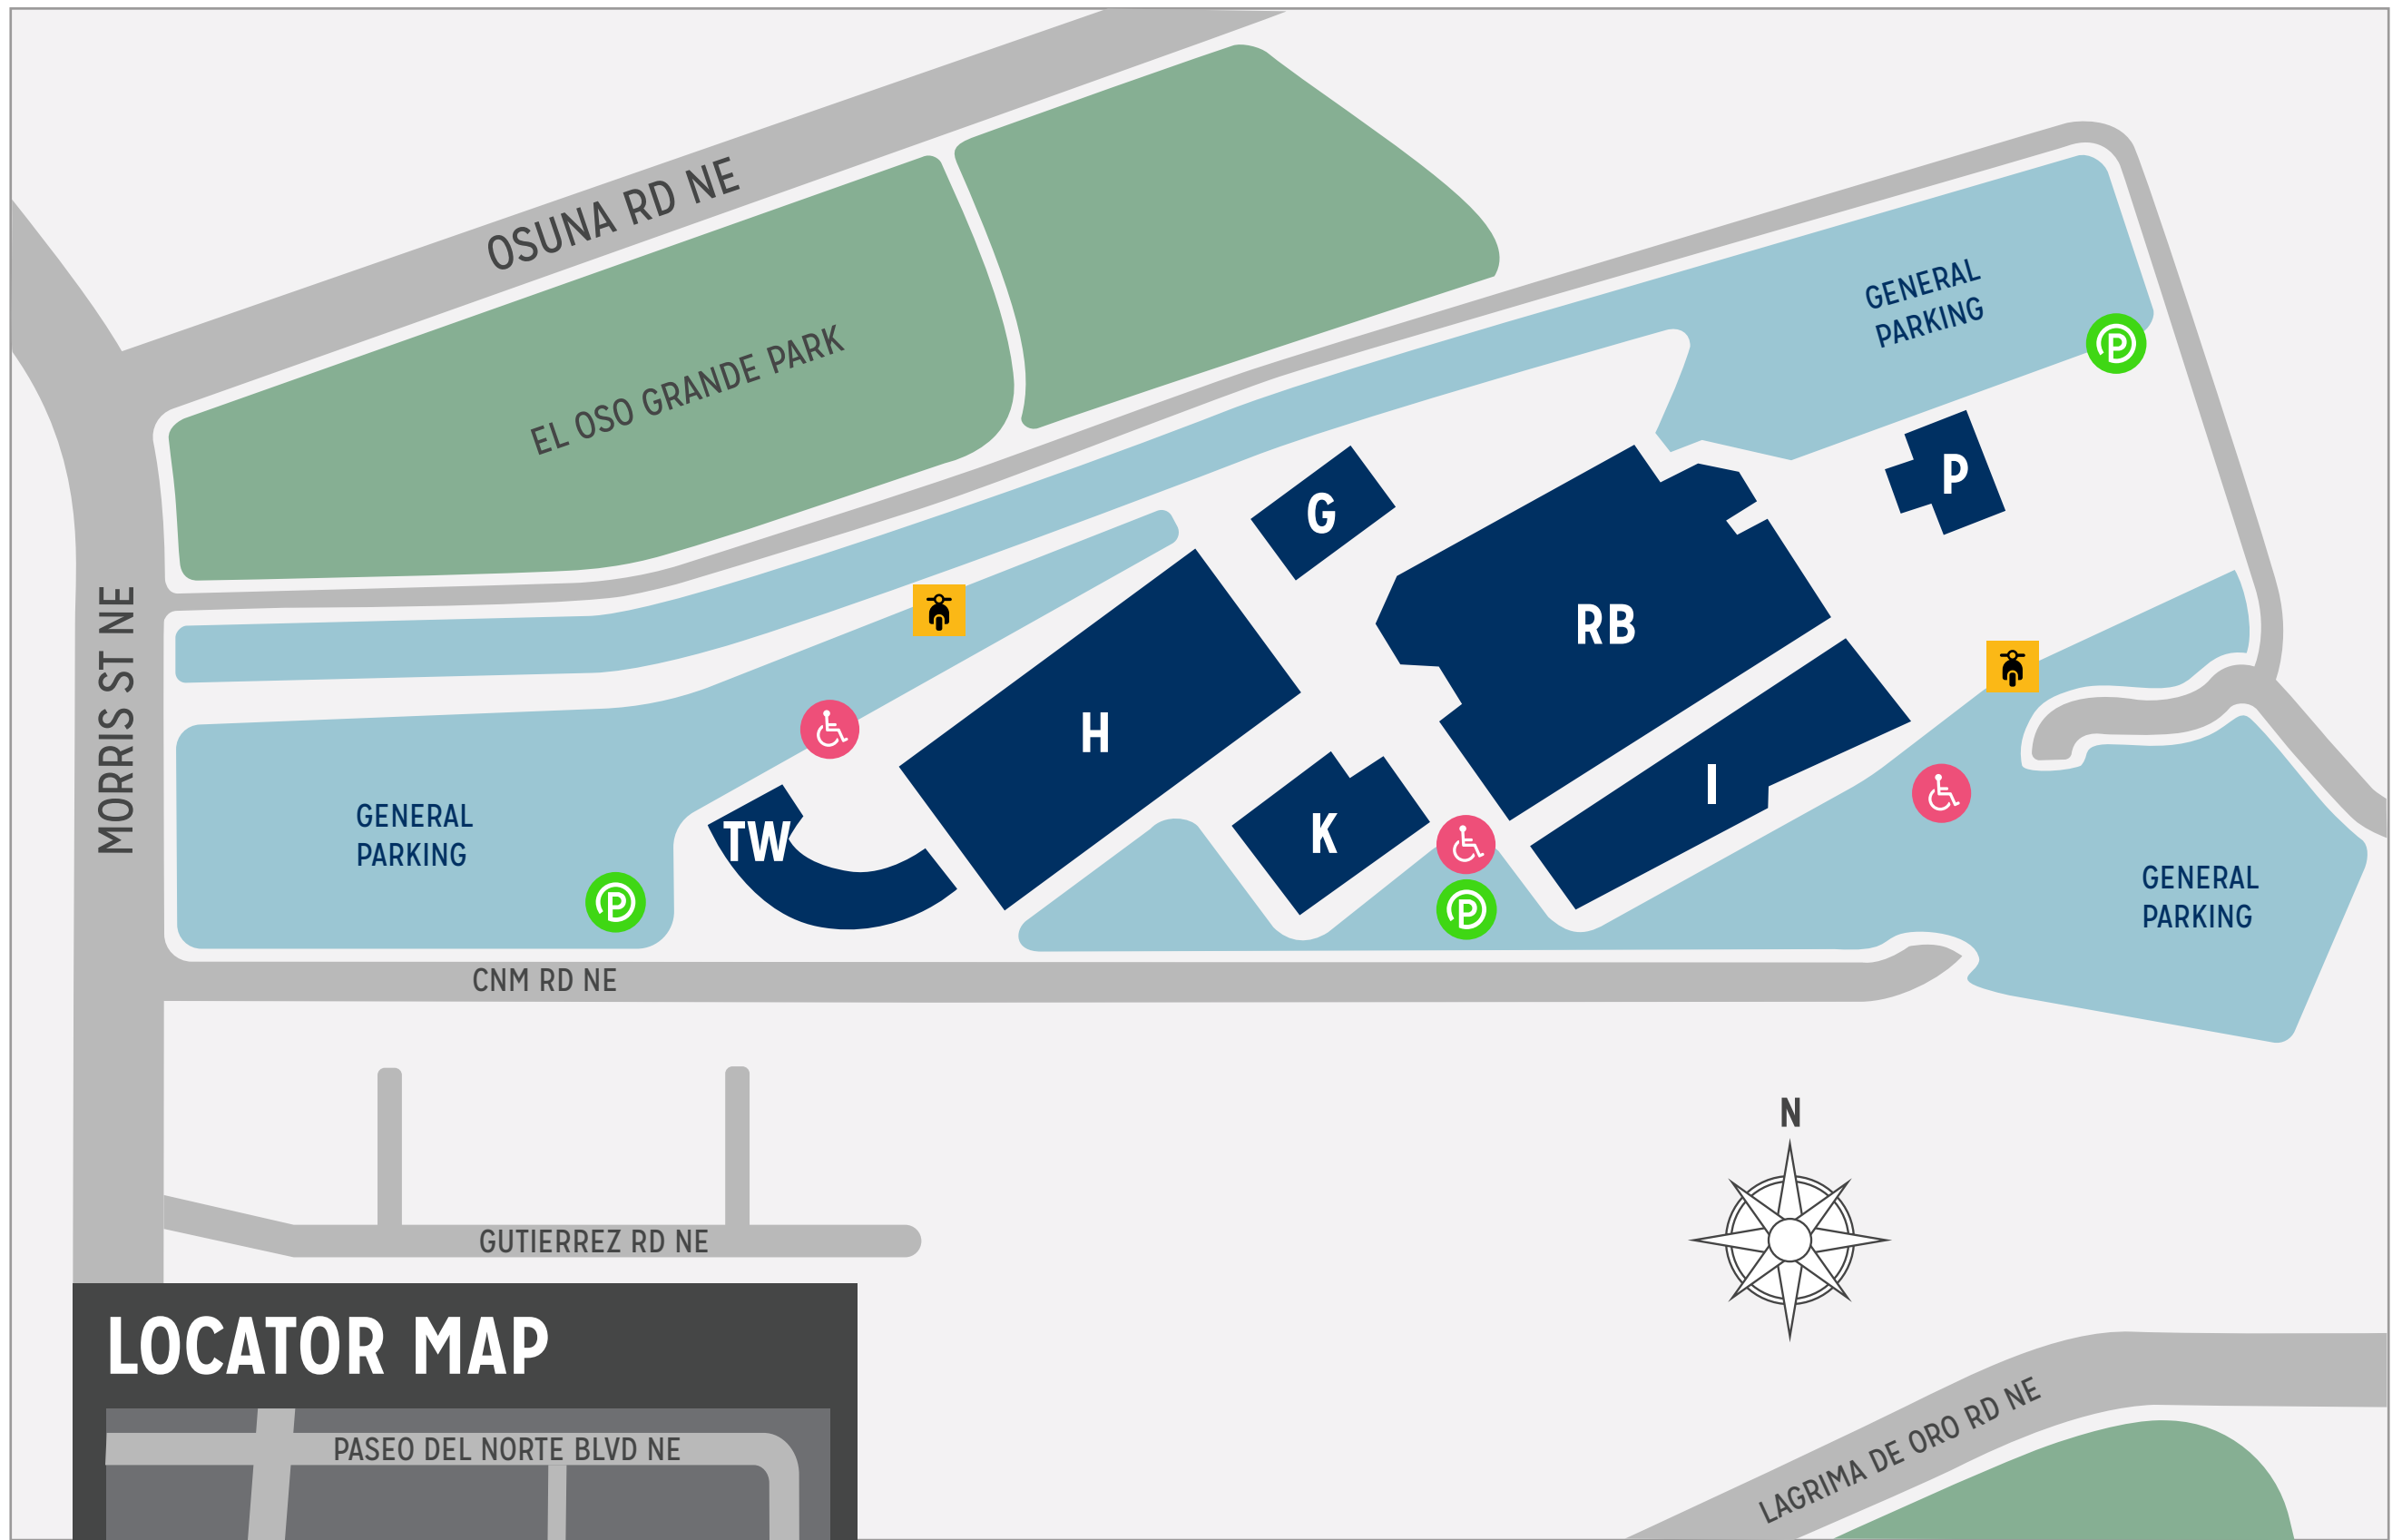 OSUNA RD NE
EL OSO GRANDE PARK
MORRIS ST NE
GENERAL
PARKING
P
G
P
RB
H
I
TW
K
GENERAL
PARKING
P
P
GENERAL
PARKING
CNM RD NE
N
GUTIERREZ RD NE
LOCATOR MAP
PASEO DEL NORTE BLVD NE
LAGRIMA DE ORO RD NE